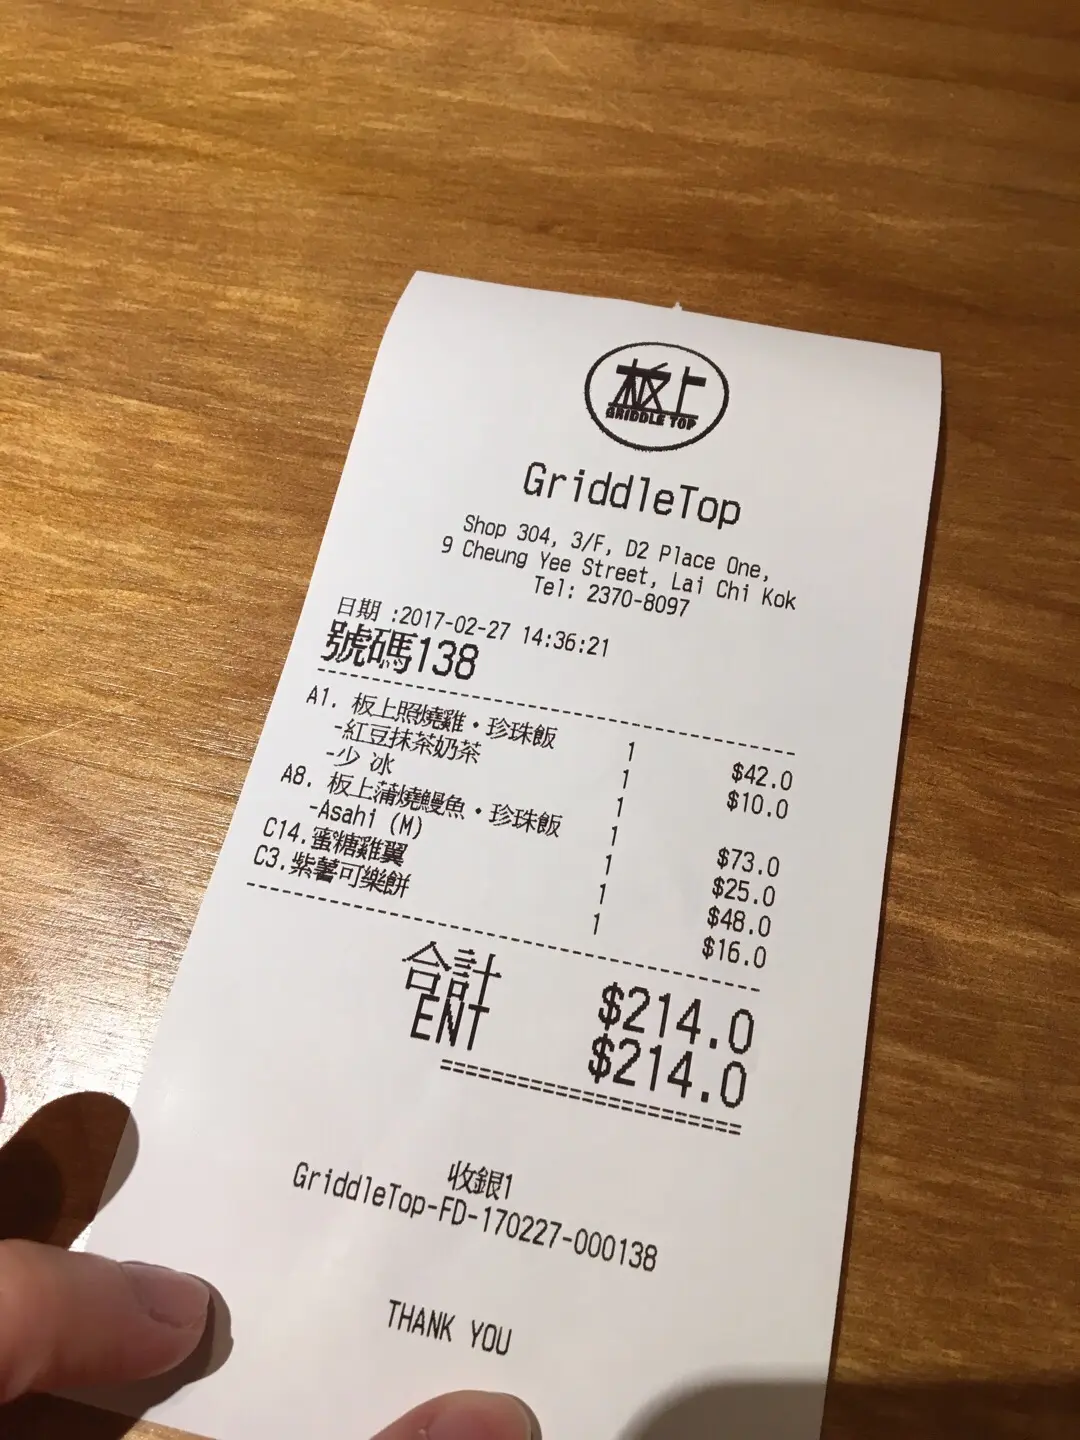 板上
GRIDDLE TOP
GriddleTop
Shop 304, 3/F, D2 Place One,
9 Cheung Yee Street, Lai Chi Kok
Tel: 2370-8097
日期 :2017-02-27 14:36:21
號碼138
A1. 板上照燒雞・珍珠飯 1 $42.0
-紅豆抹茶奶茶 1 $10.0
-少 冰 1
A8. 板上蒲燒鰻魚・珍珠飯 1 $73.0
-Asahi (M) 1 $25.0
C14.蜜糖雞翼 1 $48.0
C3.紫薯可樂餅 1 $16.0
合計 $214.0
ENT $214.0
收銀1
GriddleTop-FD-170227-000138
THANK YOU